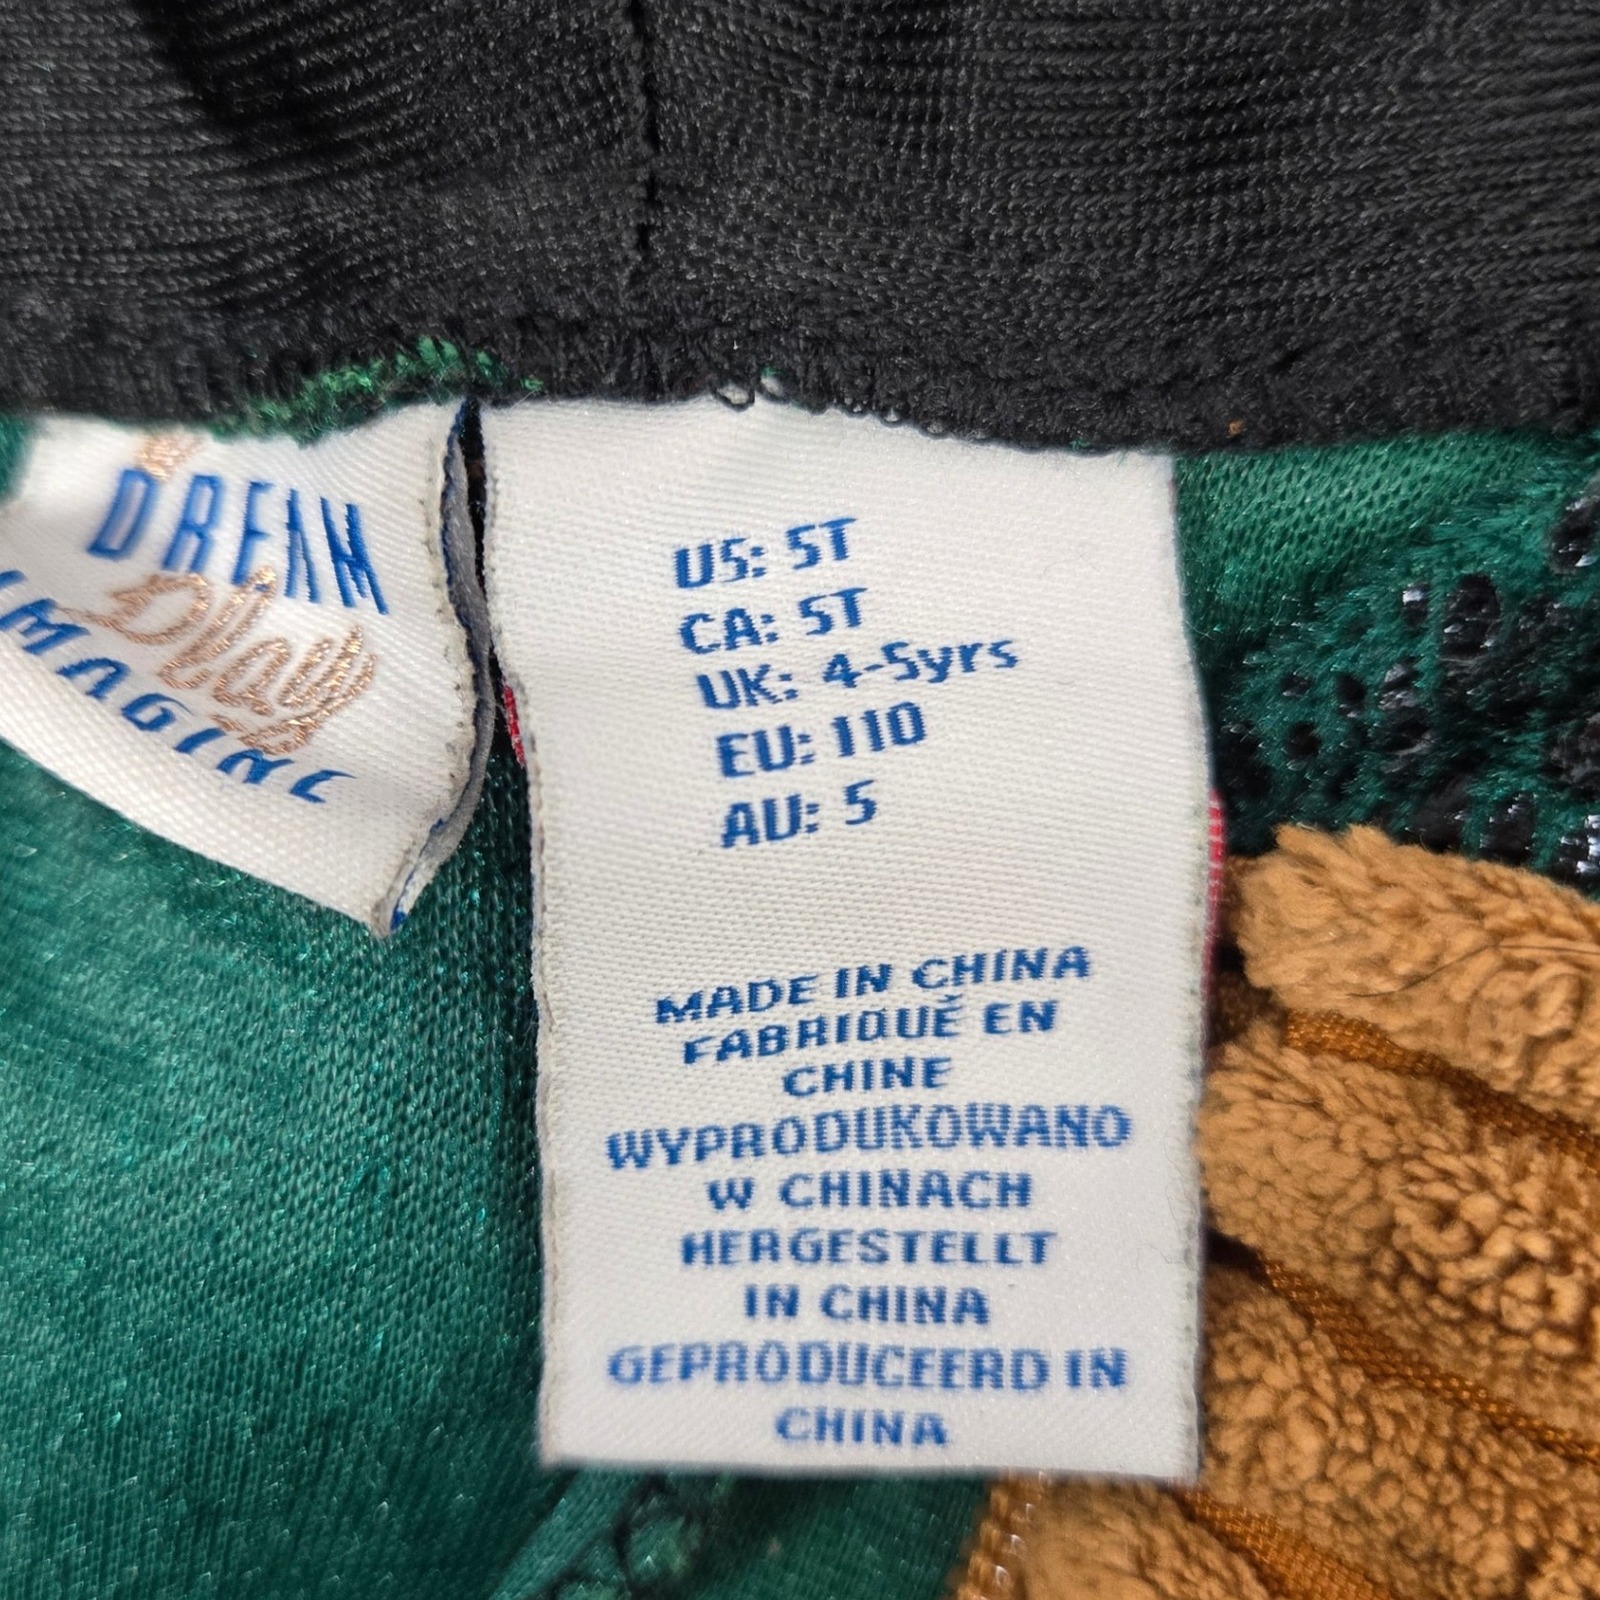 DREAM
Play
IMAGINE
US: 5T
CA: 5T
UK: 4-5yrs
EU: 110
AU: 5
MADE IN CHINA
FABRIQUÉ EN
CHINE
WYPRODUKOWANO
W CHINACH
HERGESTELLT
IN CHINA
GEPRODUCEERD IN
CHINA